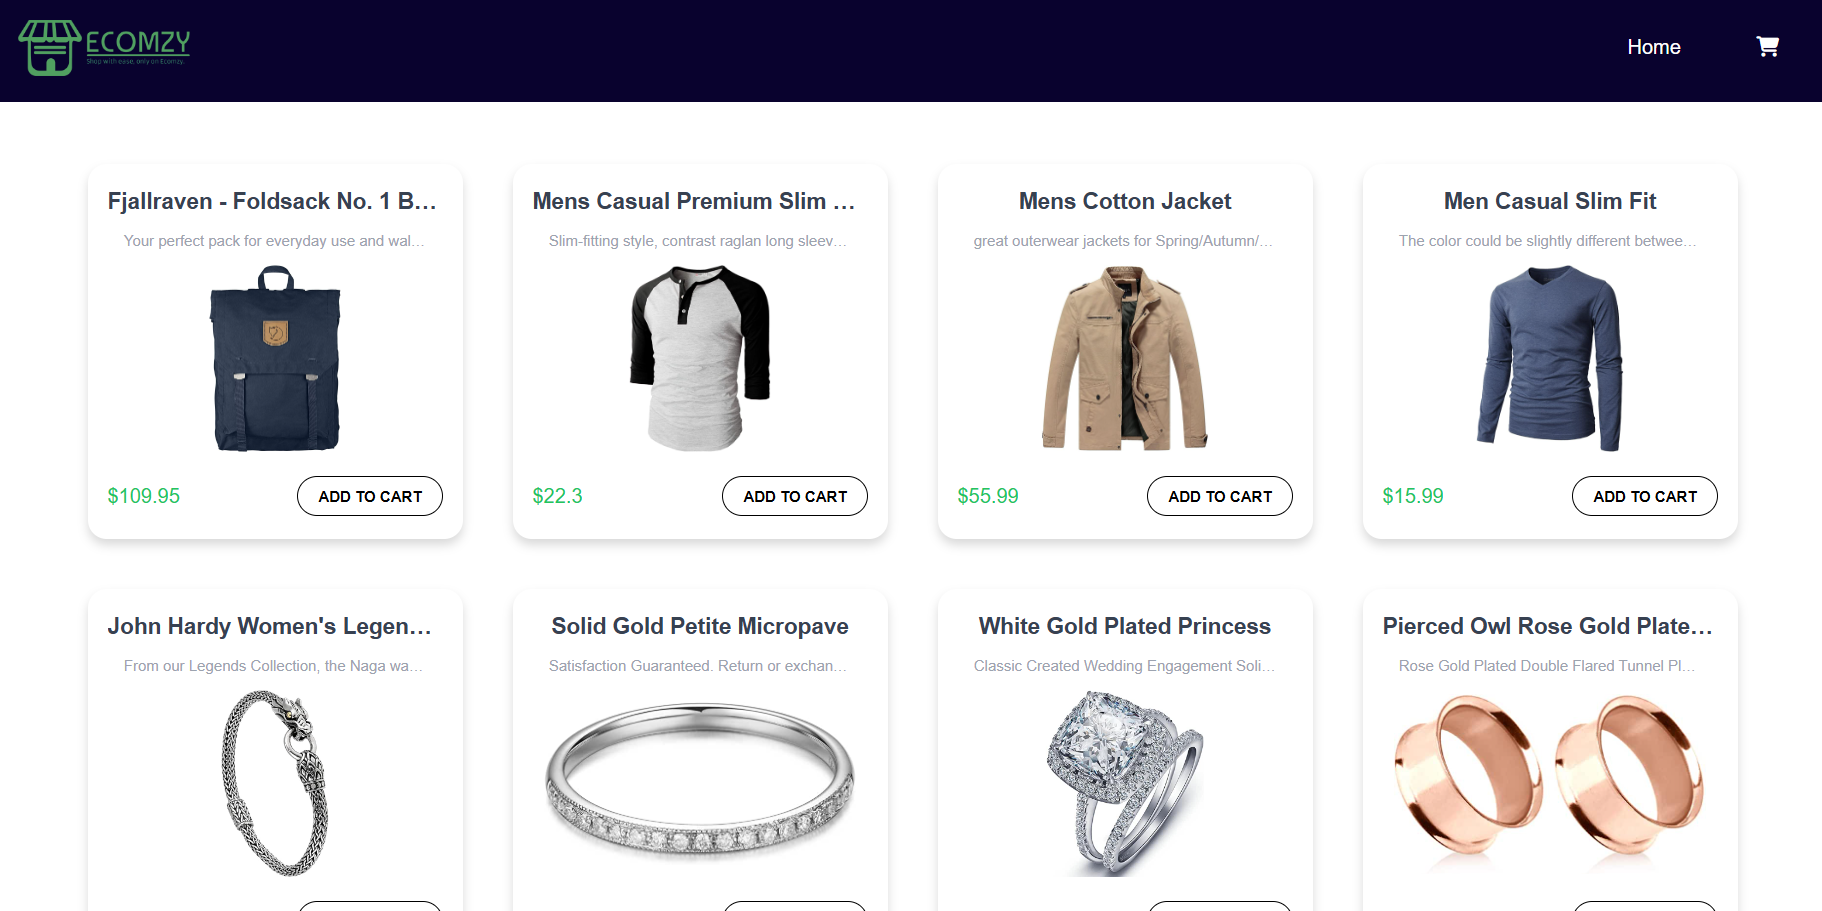 ECOMZY
Shop with ease, only on Ecomzy.
Home
Fjallraven - Foldsack No. 1 B...
Your perfect pack for everyday use and wal...
$109.95
ADD TO CART
Mens Casual Premium Slim ...
Slim-fitting style, contrast raglan long sleev...
$22.3
ADD TO CART
Mens Cotton Jacket
great outerwear jackets for Spring/Autumn/...
$55.99
ADD TO CART
Men Casual Slim Fit
The color could be slightly different betwee...
$15.99
ADD TO CART
John Hardy Women's Legen...
From our Legends Collection, the Naga wa...
Solid Gold Petite Micropave
Satisfaction Guaranteed. Return or exchan...
White Gold Plated Princess
Classic Created Wedding Engagement Soli...
Pierced Owl Rose Gold Plate...
Rose Gold Plated Double Flared Tunnel Pl...